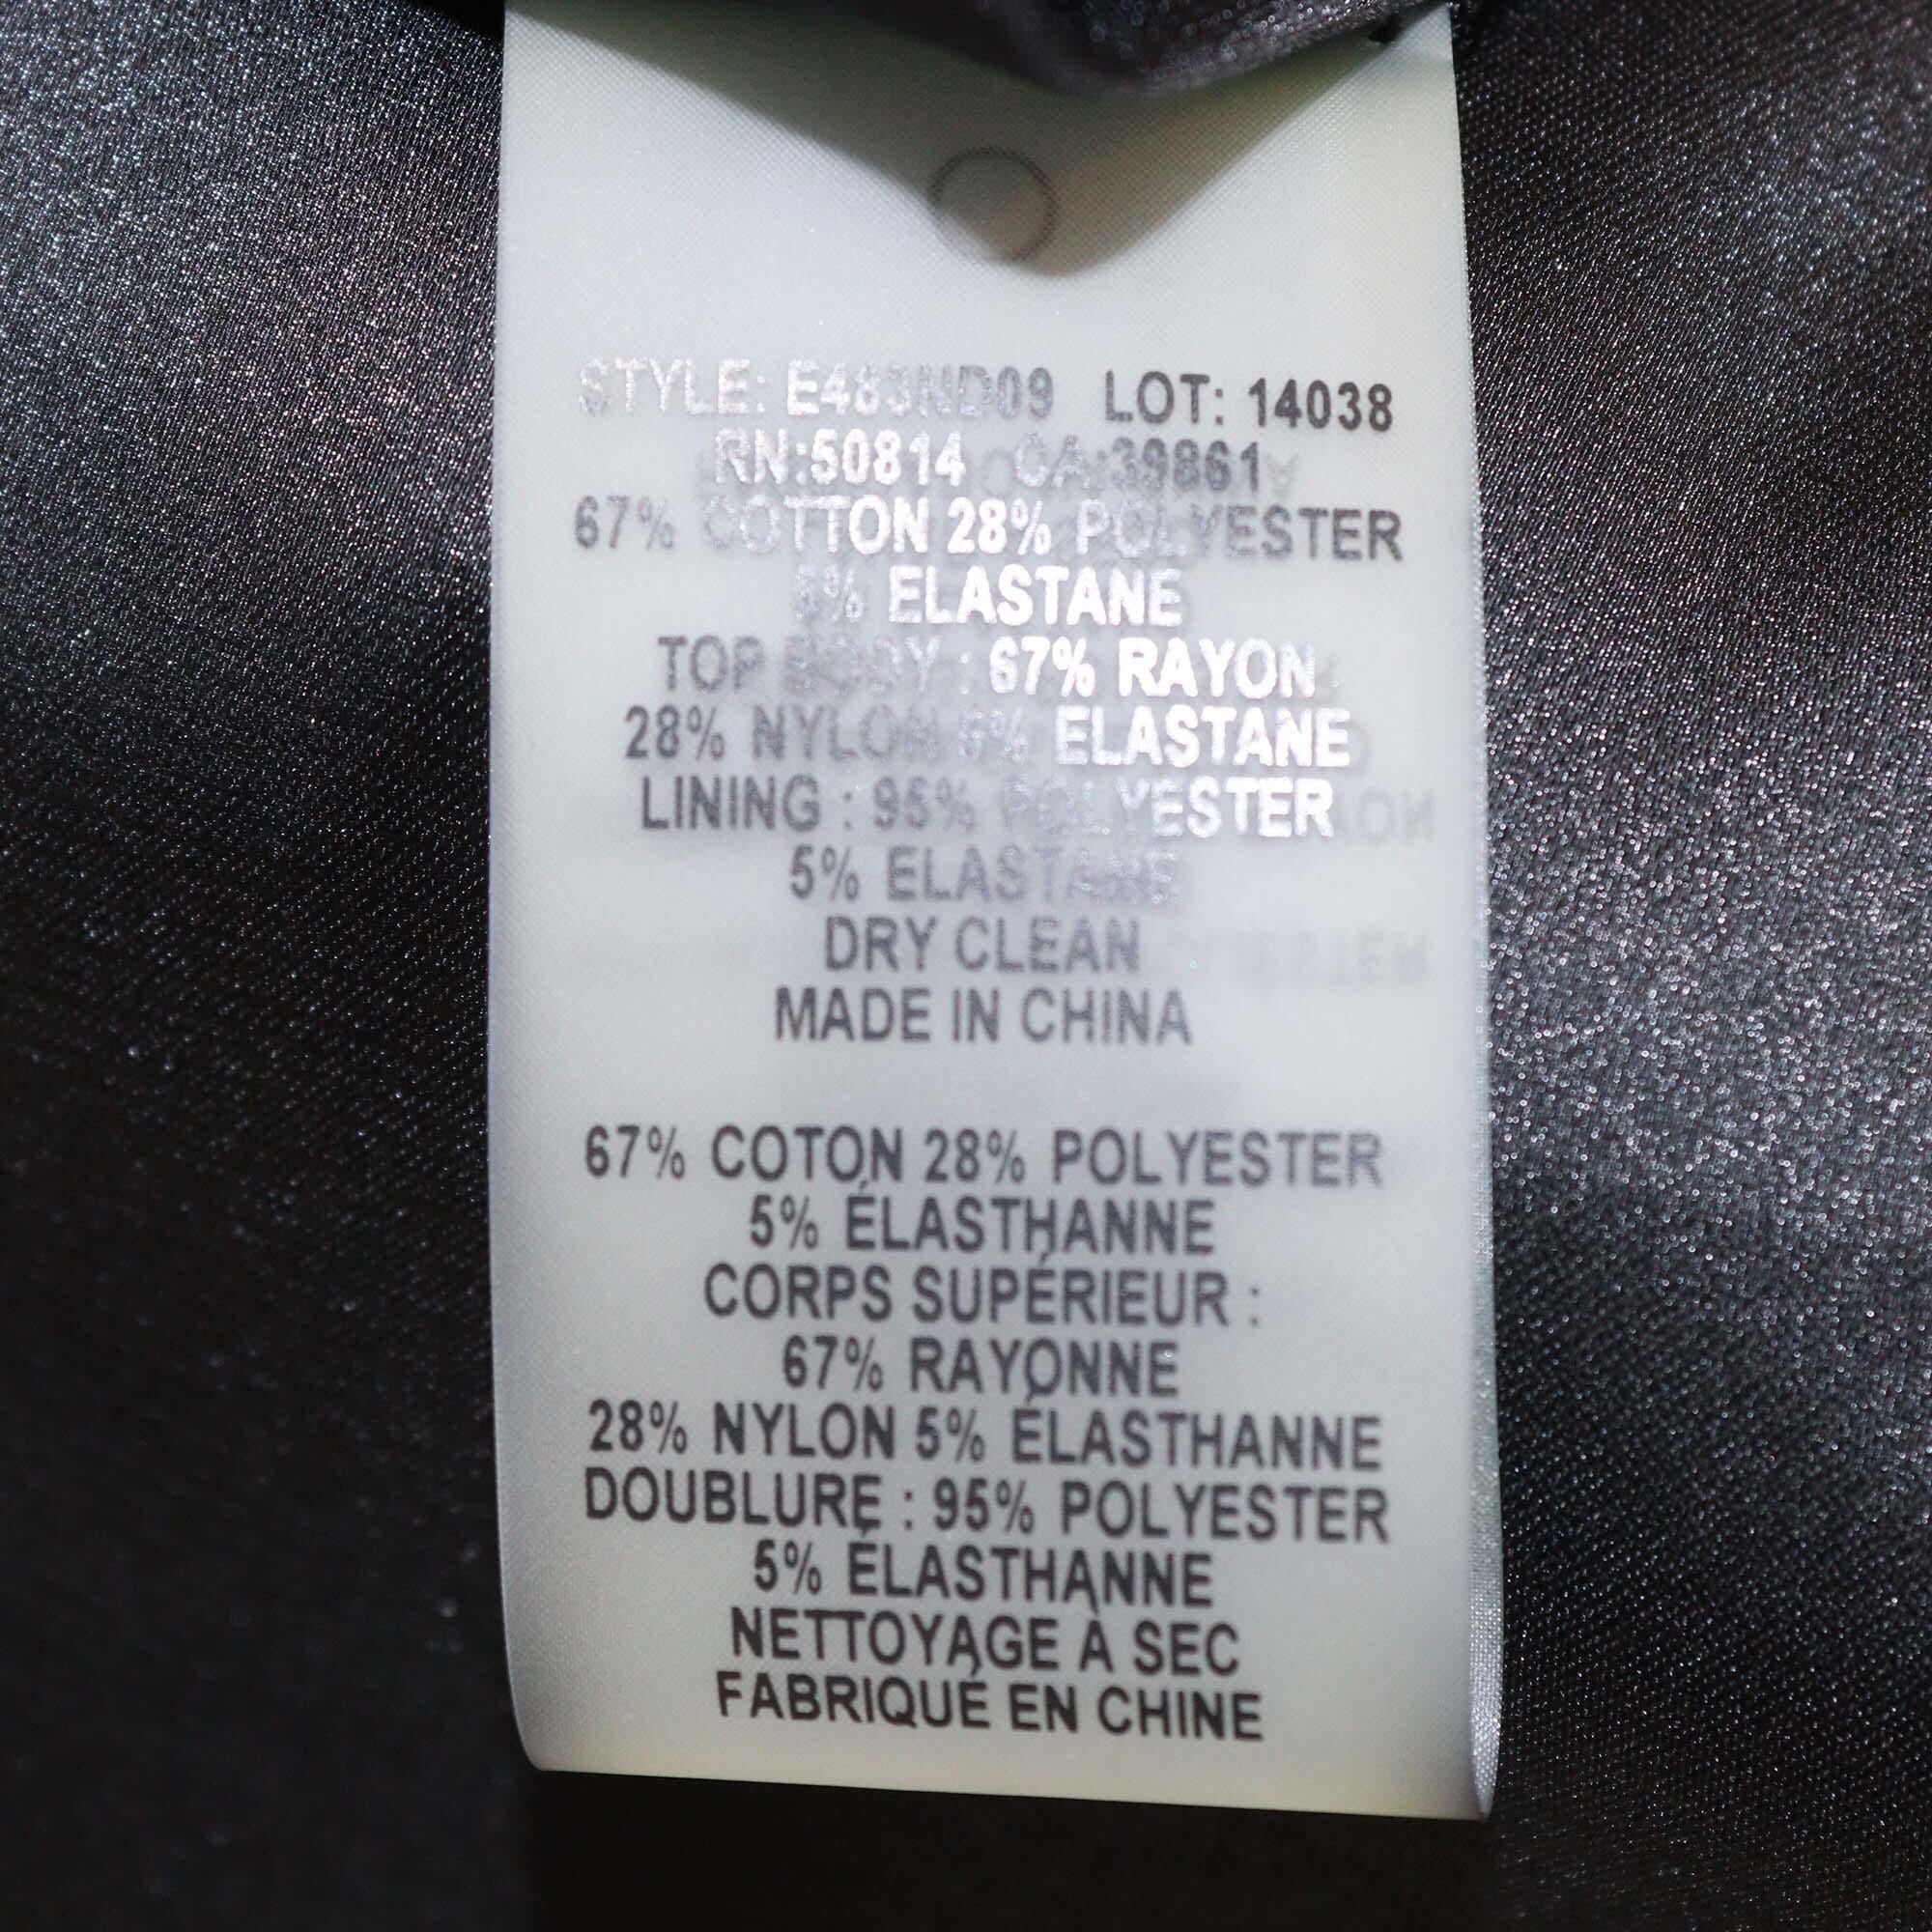 STYLE: E483ND09 LOT: 14038
RN:50814 CA:39861
67% COTTON 28% POLYESTER
5% ELASTANE
TOP BODY : 67% RAYON
28% NYLON 5% ELASTANE
LINING : 95% POLYESTER
5% ELASTANE
DRY CLEAN
MADE IN CHINA
67% COTON 28% POLYESTER
5% ÉLASTHANNE
CORPS SUPÉRIEUR :
67% RAYONNE
28% NYLON 5% ÉLASTHANNE
DOUBLURE : 95% POLYESTER
5% ÉLASTHANNE
NETTOYAGE À SEC
FABRIQUÉ EN CHINE